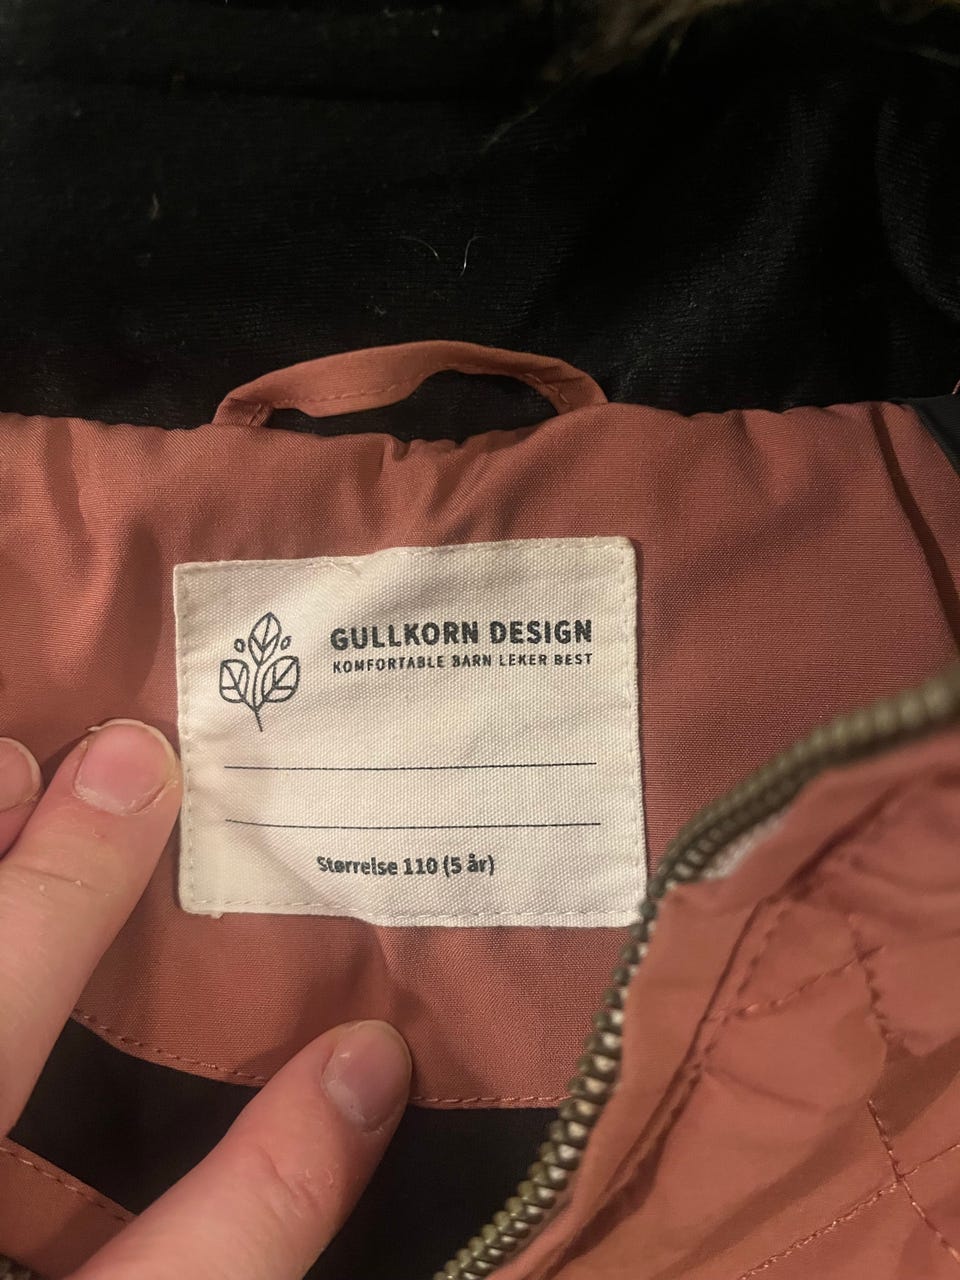 GULLKORN DESIGN
KOMFORTABLE BARN LEKER BEST
Størrelse 110 (5 år)